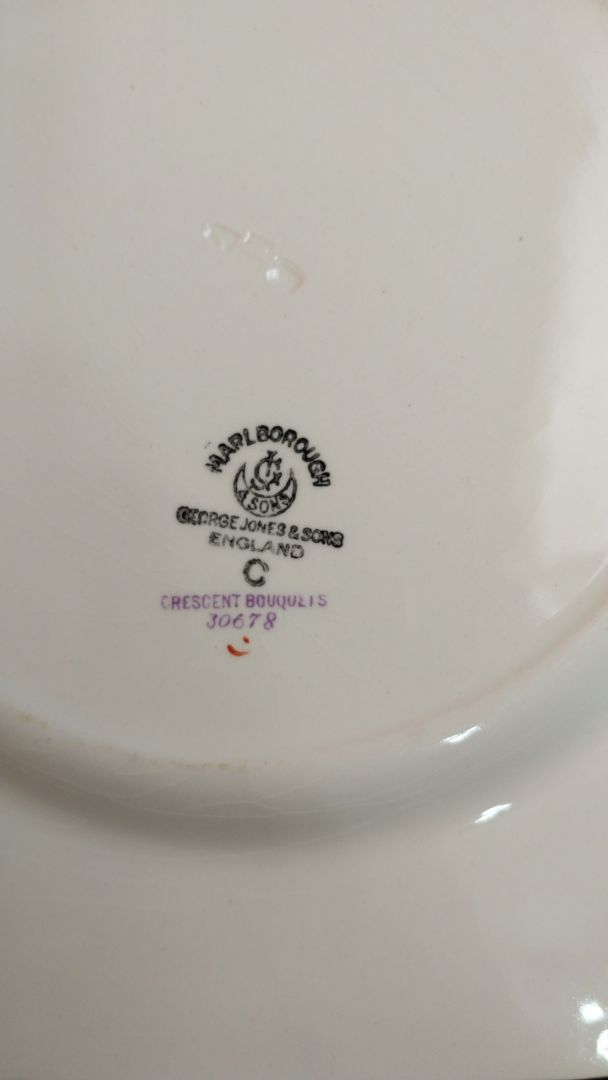 MARLBOROUGH
& SONS
GEORGE JONES & SONS
ENGLAND
C
CRESCENT BOUQUETS
30678